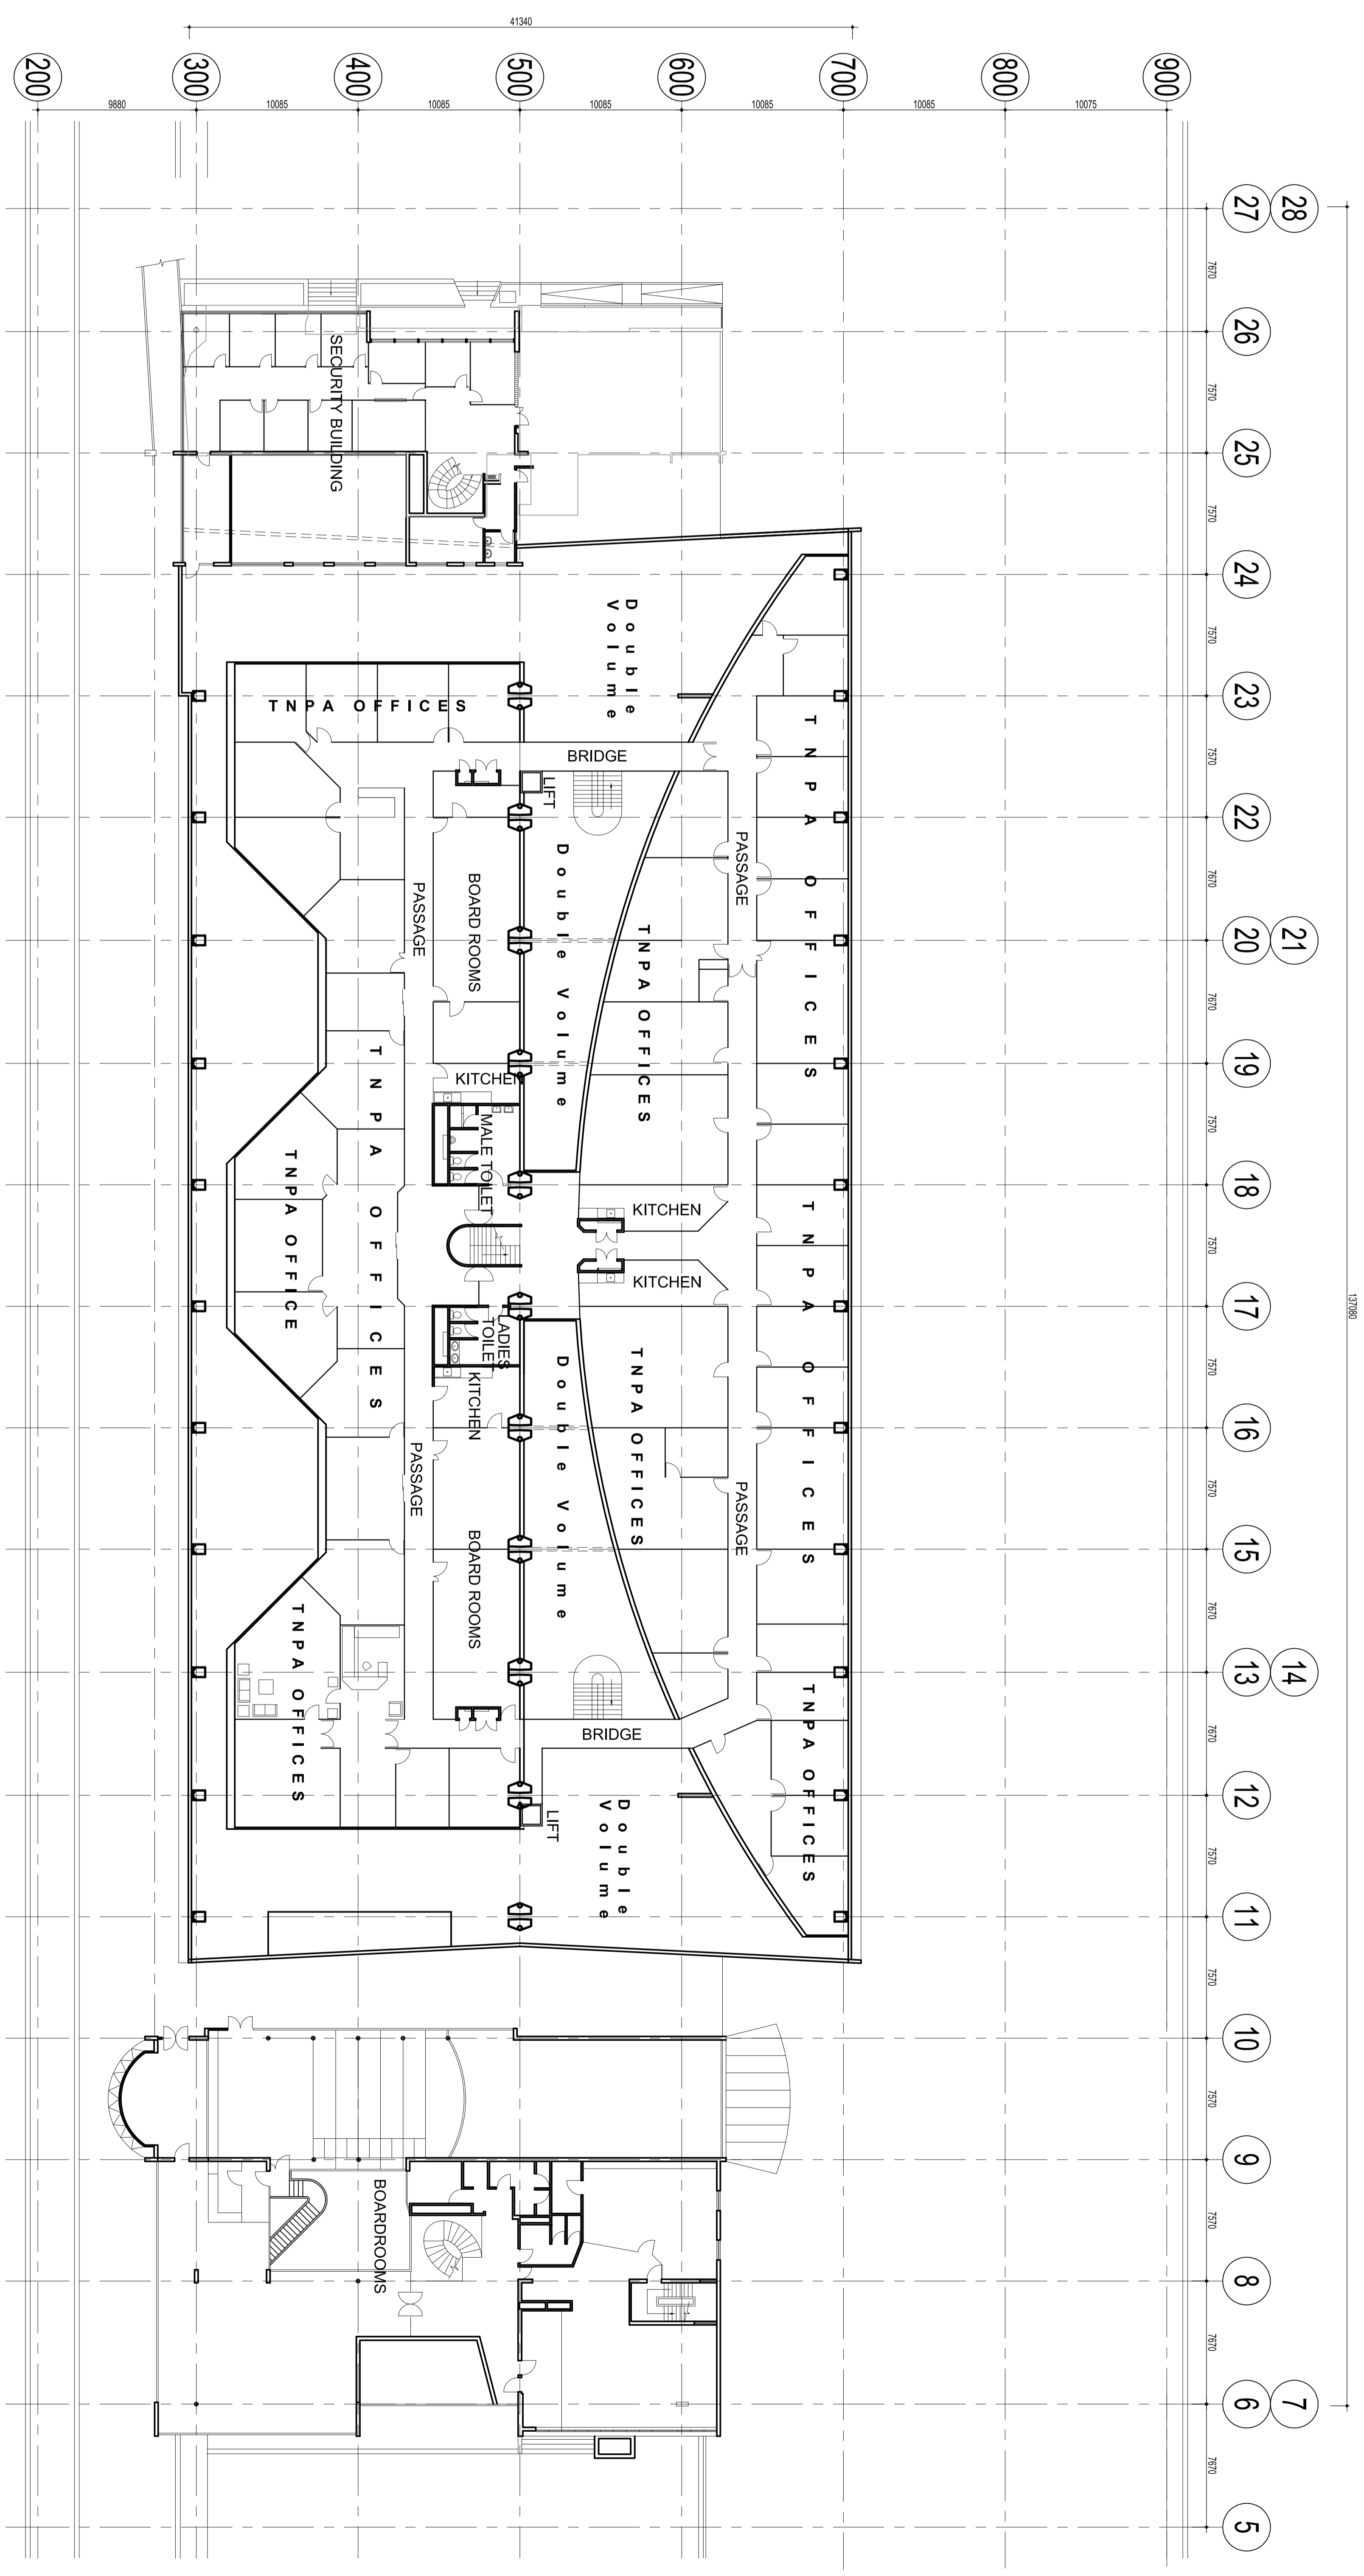 41340
200
300
400
500
600
700
800
900
9880
10085
10085
10085
10085
10085
10075
27
28
7670
26
7570
25
7570
24
7570
23
7570
22
7670
20
21
7670
19
7570
18
7570
17
7570
16
7570
15
7670
13
14
7670
12
7570
11
7570
10
7570
9
7570
8
7670
6
7
7670
5
137080
SECURITY BUILDING
Double
Volume
TNPA OFFICES
BRIDGE
LIFT
TNPA OFFICES
PASSAGE
BOARD ROOMS
PASSAGE
Double Volume
TNPA OFFICES
TNPA OFFICES
KITCHEN
MALE TOILET
TNPA OFFICE
KITCHEN
KITCHEN
TNPA OFFICES
LADIES
TOILET
KITCHEN
Double Volume
TNPA OFFICES
PASSAGE
PASSAGE
BOARD ROOMS
TNPA OFFICES
TNPA OFFICES
BRIDGE
LIFT
Double
Volume
BOARDROOMS